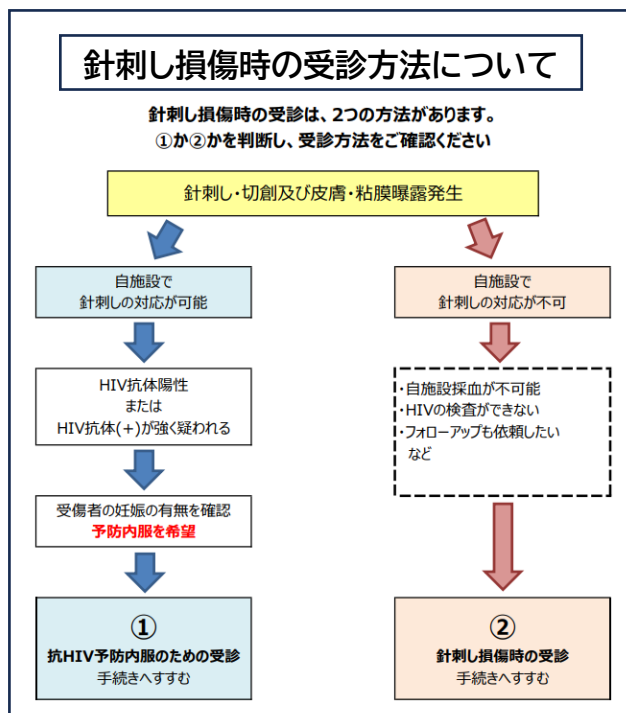 針刺し損傷時の受診方法について
針刺し損傷時の受診は、2つの方法があります。
①か②かを判断し、受診方法をご確認ください
針刺し・切創及び皮膚・粘膜曝露発生
自施設で
針刺しの対応が可能
HIV抗体陽性
または
HIV抗体(+)が強く疑われる
受傷者の妊娠の有無を確認
予防内服を希望
①
抗HIV予防内服のための受診
手続きへすすむ
自施設で
針刺しの対応が不可
・自施設採血が不可能
・HIVの検査ができない
・フォローアップも依頼したい
など
②
針刺し損傷時の受診
手続きへすすむ